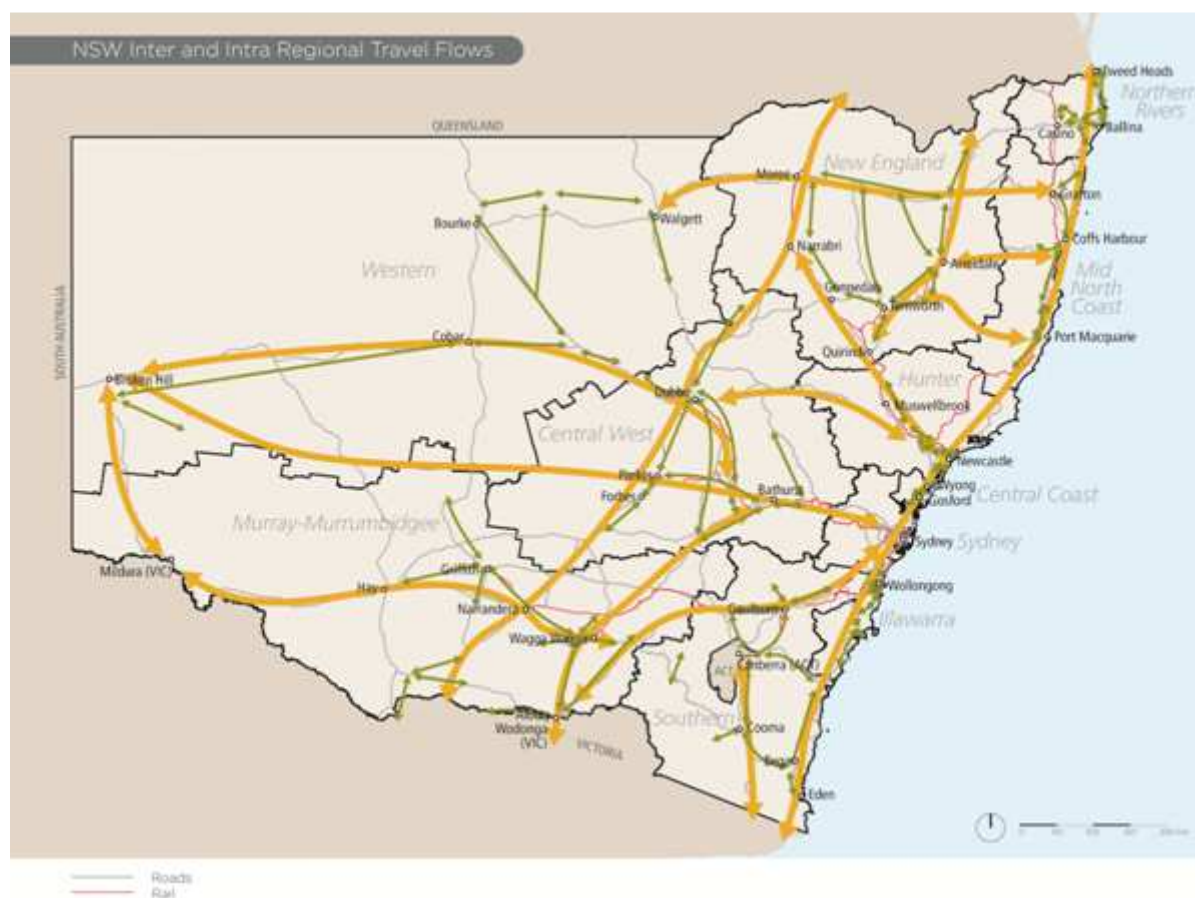 NSW Inter and Intra Regional Travel Flows
Tweed Heads
Northern
Rivers
QUEENSLAND
Casino
Ballina
New England
Moree
Grafton
Walgett
Bourke
Narrabri
Coffs Harbour
Western
Armidale
Mid
North
Coast
Gunnedah
Tamworth
SOUTH AUSTRALIA
Cobar
Port Macquarie
Quirindi
Broken Hill
Hunter
Dubbo
Muswellbrook
Central West
Newcastle
Parkes
Wyong
Forbes
Bathurst
Gosford
Central Coast
Murray-Murrumbidgee
Sydney
Sydney
Mildura (VIC)
Griffith
Hay
Wollongong
Narrandera
Goulburn
Illawarra
Wagga Wagga
Canberra (ACT)
ACT
Southern
Albury
Wodonga
(VIC)
Cooma
VICTORIA
Bega
Eden
Roads
Rail